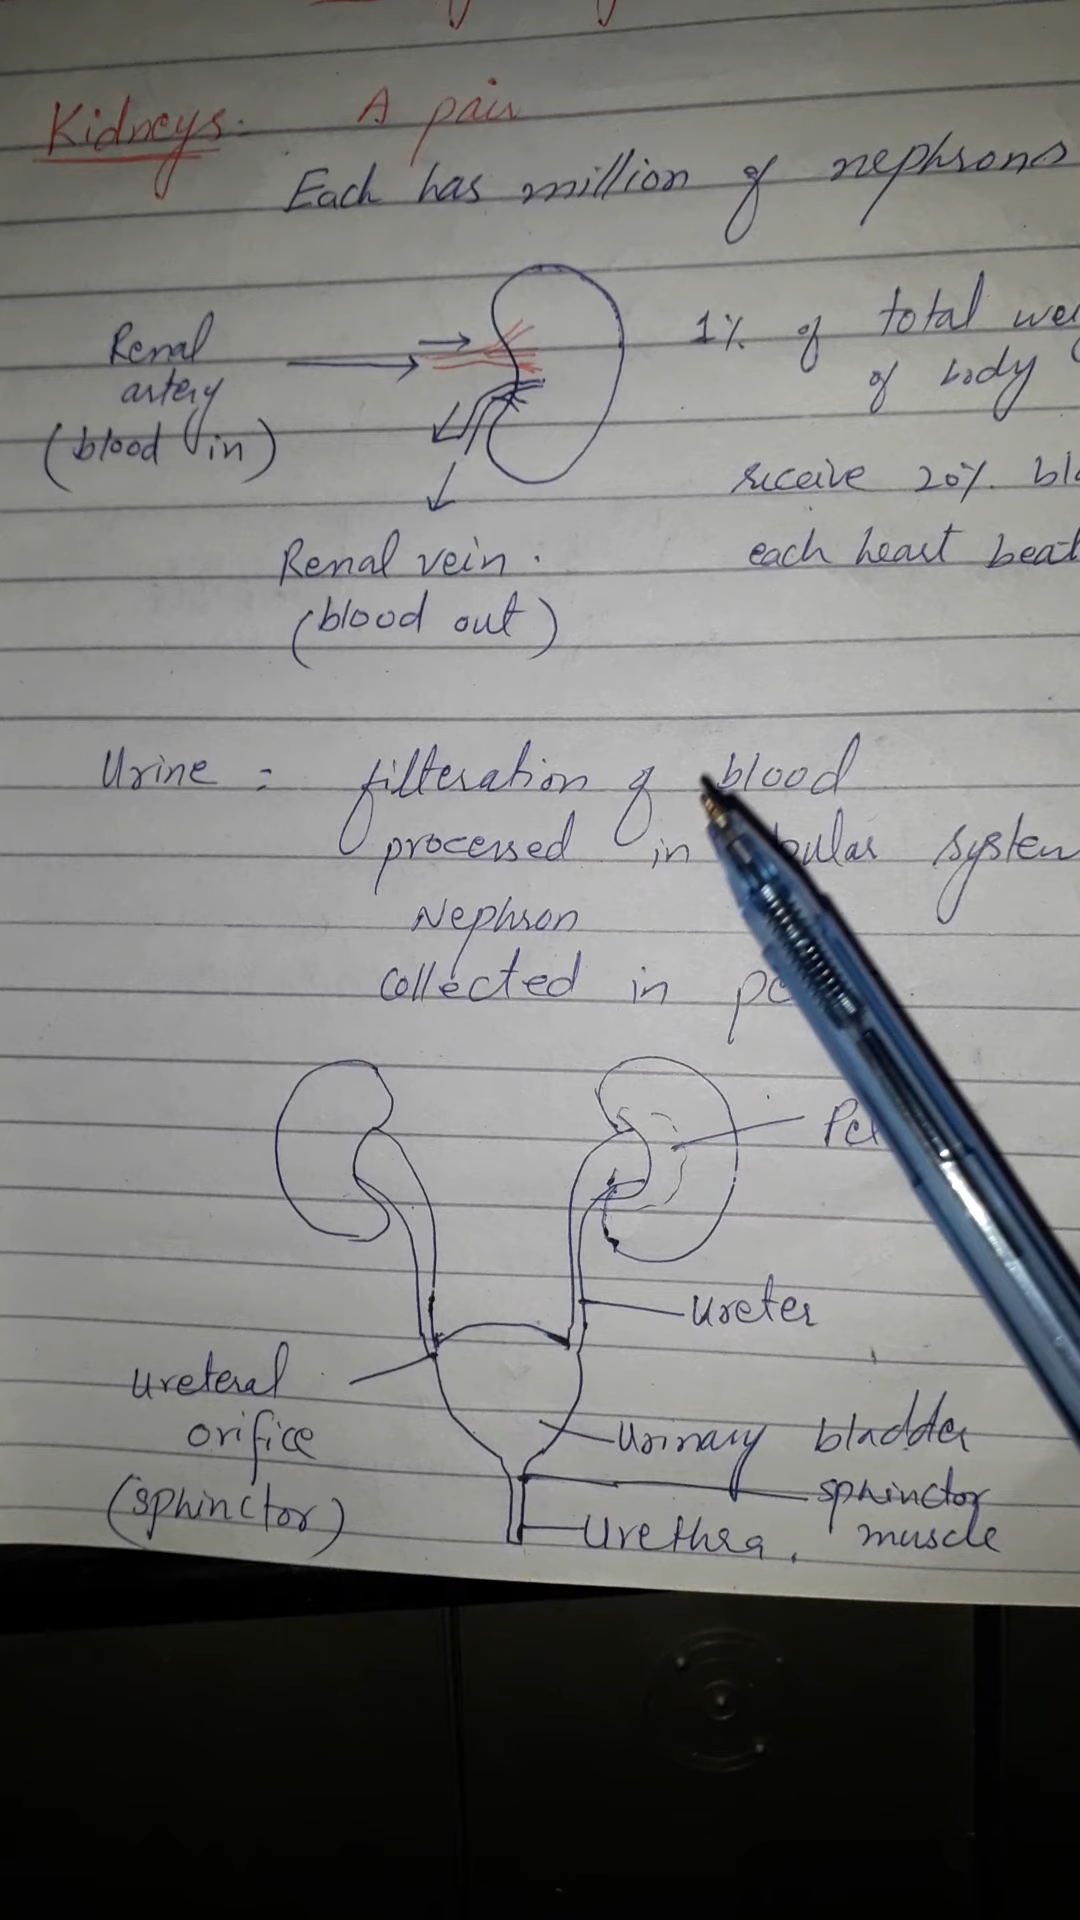 Kidneys: A pair
Each has million of nephrons
Renal
artery
(blood in)
1% of total
of body
receive 20%
each heart beat
Renal vein.
(blood out)
Urine = filteration of blood
processed in
Nephron
collected in
Ureter
Ureteral
orifice
(sphinctor)
Urinary bladder
sphinctor
muscle
Urethra.